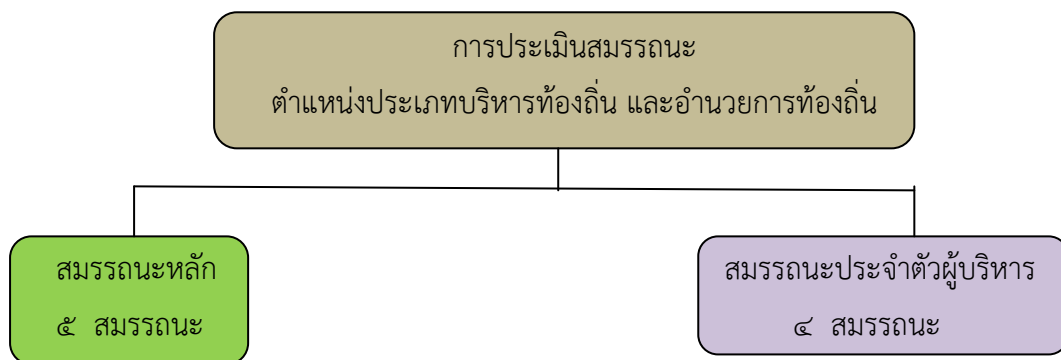 การประเมินสมรรถนะ
ตำแหน่งประเภทบริหารท้องถิ่น และอำนวยการท้องถิ่น
สมรรถนะหลัก
๕ สมรรถนะ
สมรรถนะประจำตัวผู้บริหาร
๔ สมรรถนะ